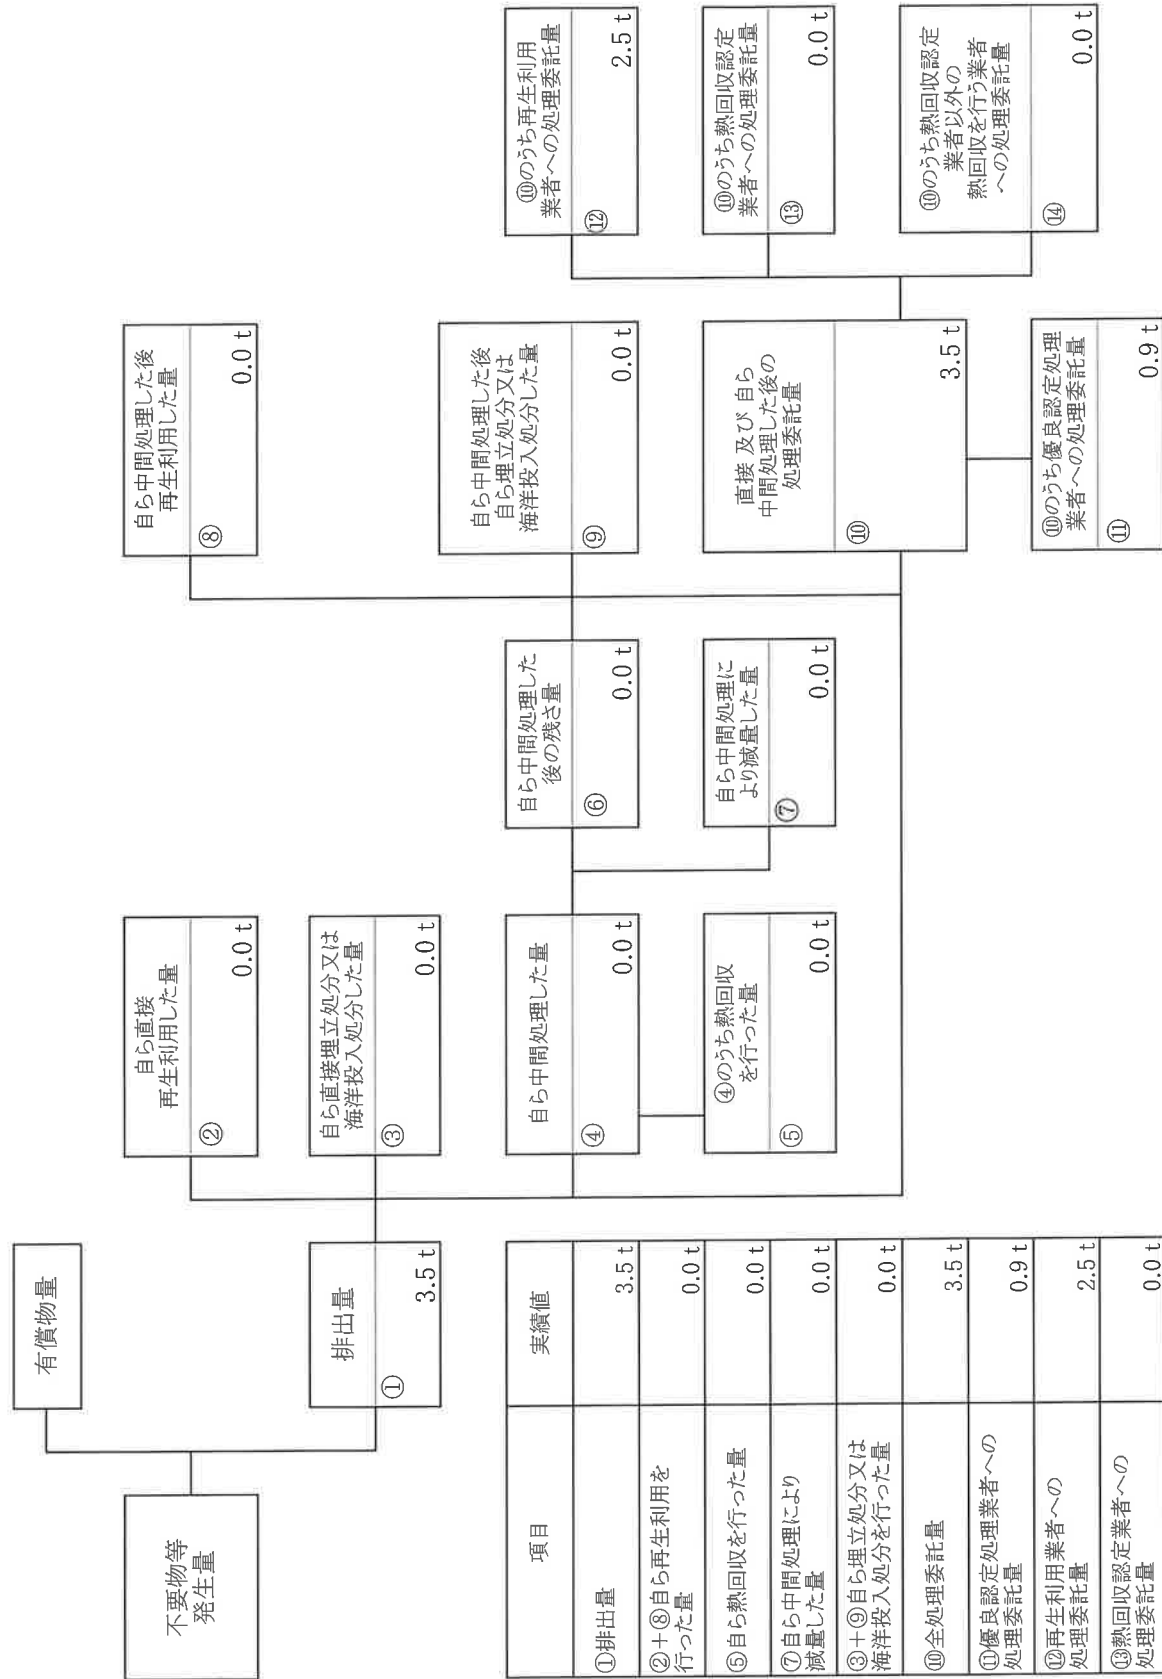 不要物等
発生量
有償物量
排出量
①
3.5 t
自ら直接
再生利用した量
②
0.0 t
自ら直接埋立処分又は
海洋投入処分した量
③
0.0 t
自ら中間処理した量
④
0.0 t
④のうち熱回収
を行った量
⑤
0.0 t
自ら中間処理した
後の残さ量
⑥
0.0 t
自ら中間処理に
より減量した量
⑦
0.0 t
自ら中間処理した後
再生利用した量
⑧
0.0 t
自ら中間処理した後
自ら埋立処分又は
海洋投入処分した量
⑨
0.0 t
直接 及び 自ら
中間処理した後の
処理委託量
⑩
3.5 t
⑩のうち優良認定処理
業者への処理委託量
⑪
0.9 t
⑩のうち再生利用
業者への処理委託量
⑫
2.5 t
⑩のうち熱回収認定
業者への処理委託量
⑬
0.0 t
⑩のうち熱回収認定
業者以外の
熱回収を行う業者
への処理委託量
⑭
0.0 t
項目 実績値
①排出量 3.5 t
②+⑧自ら再生利用を
行った量 0.0 t
⑤自ら熱回収を行った量 0.0 t
⑦自ら中間処理により
減量した量 0.0 t
③+⑨自ら埋立処分又は
海洋投入処分を行った量 0.0 t
⑩全処理委託量 3.5 t
⑪優良認定処理業者への
処理委託量 0.9 t
⑫再生利用業者への
処理委託量 2.5 t
⑬熱回収認定業者への
処理委託量 0.0 t